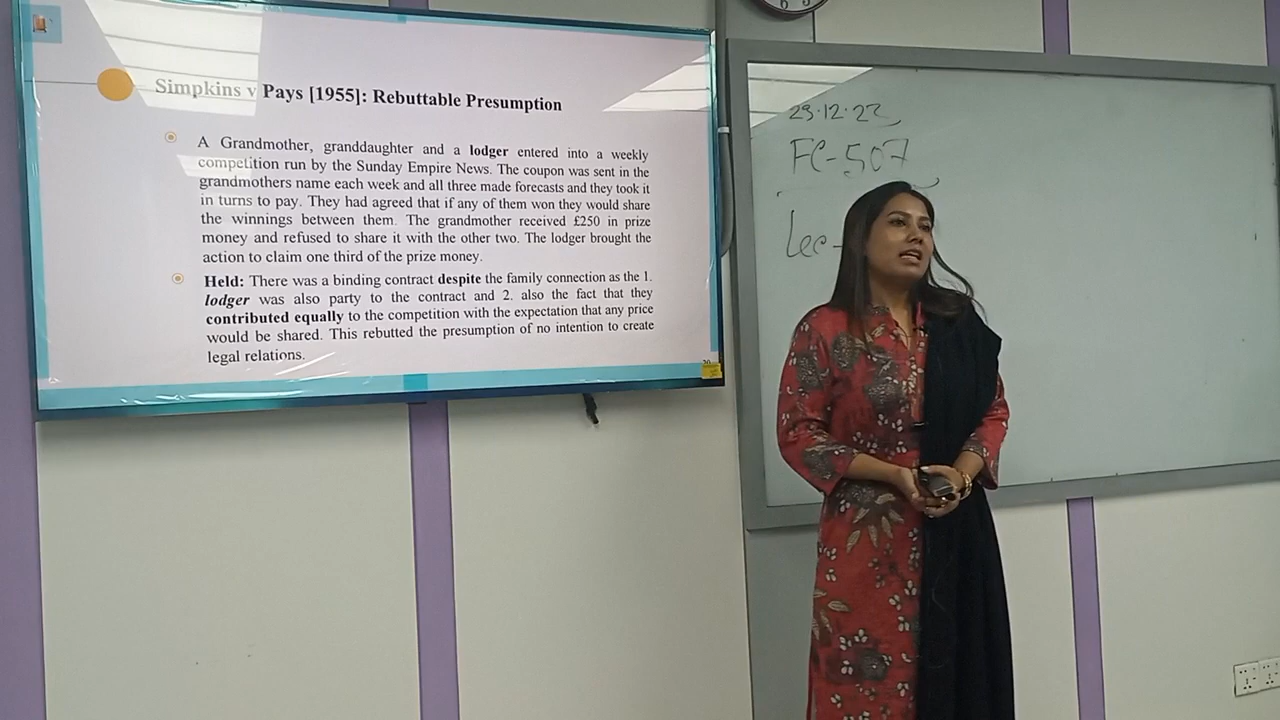 Simpkins v Pays [1955]: Rebuttable Presumption
A Grandmother, granddaughter and a lodger entered into a weekly
competition run by the Sunday Empire News. The coupon was sent in the
grandmothers name each week and all three made forecasts and they took it
in turns to pay. They had agreed that if any of them won they would share
the winnings between them. The grandmother received £250 in prize
money and refused to share it with the other two. The lodger brought the
action to claim one third of the prize money.
Held: There was a binding contract despite the family connection as the 1.
lodger was also party to the contract and 2. also the fact that they
contributed equally to the competition with the expectation that any price
would be shared. This rebutted the presumption of no intention to create
legal relations.
FC-507
Lec-